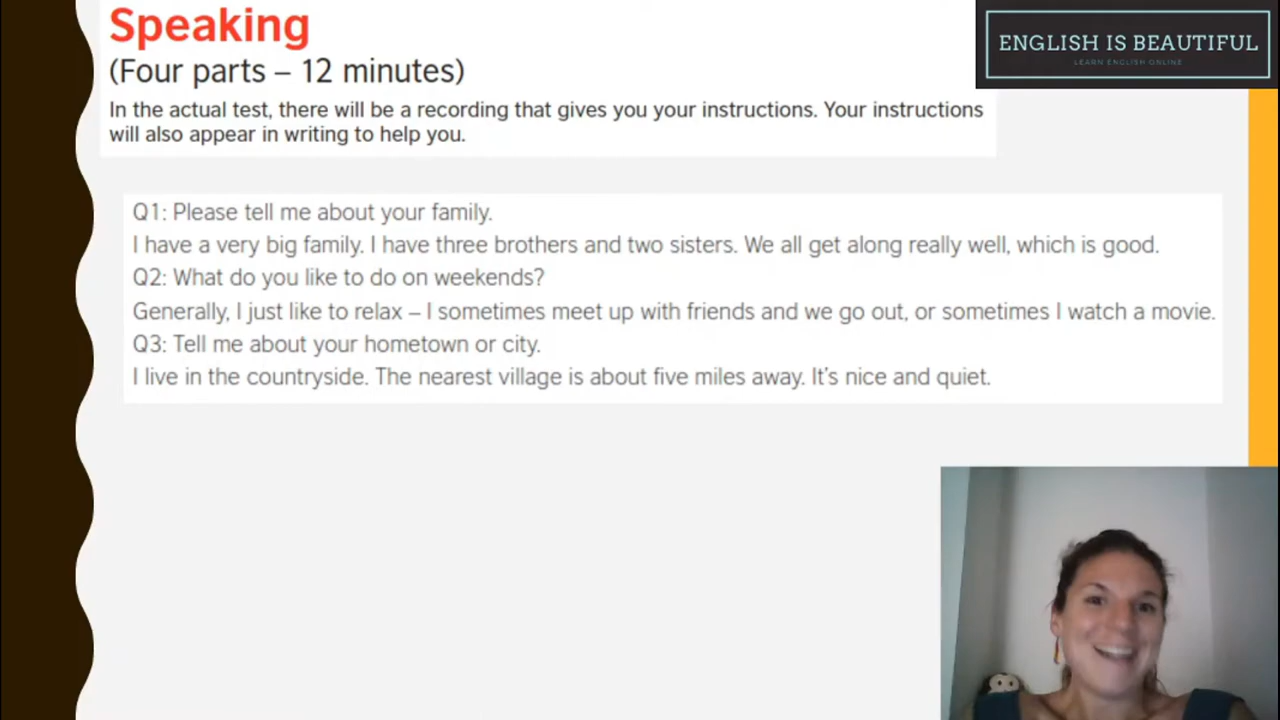 Speaking
(Four parts – 12 minutes)
In the actual test, there will be a recording that gives you your instructions. Your instructions
will also appear in writing to help you.
ENGLISH IS BEAUTIFUL
LEARN ENGLISH ONLINE
Q1: Please tell me about your family.
I have a very big family. I have three brothers and two sisters. We all get along really well, which is good.
Q2: What do you like to do on weekends?
Generally, I just like to relax – I sometimes meet up with friends and we go out, or sometimes I watch a movie.
Q3: Tell me about your hometown or city.
I live in the countryside. The nearest village is about five miles away. It's nice and quiet.